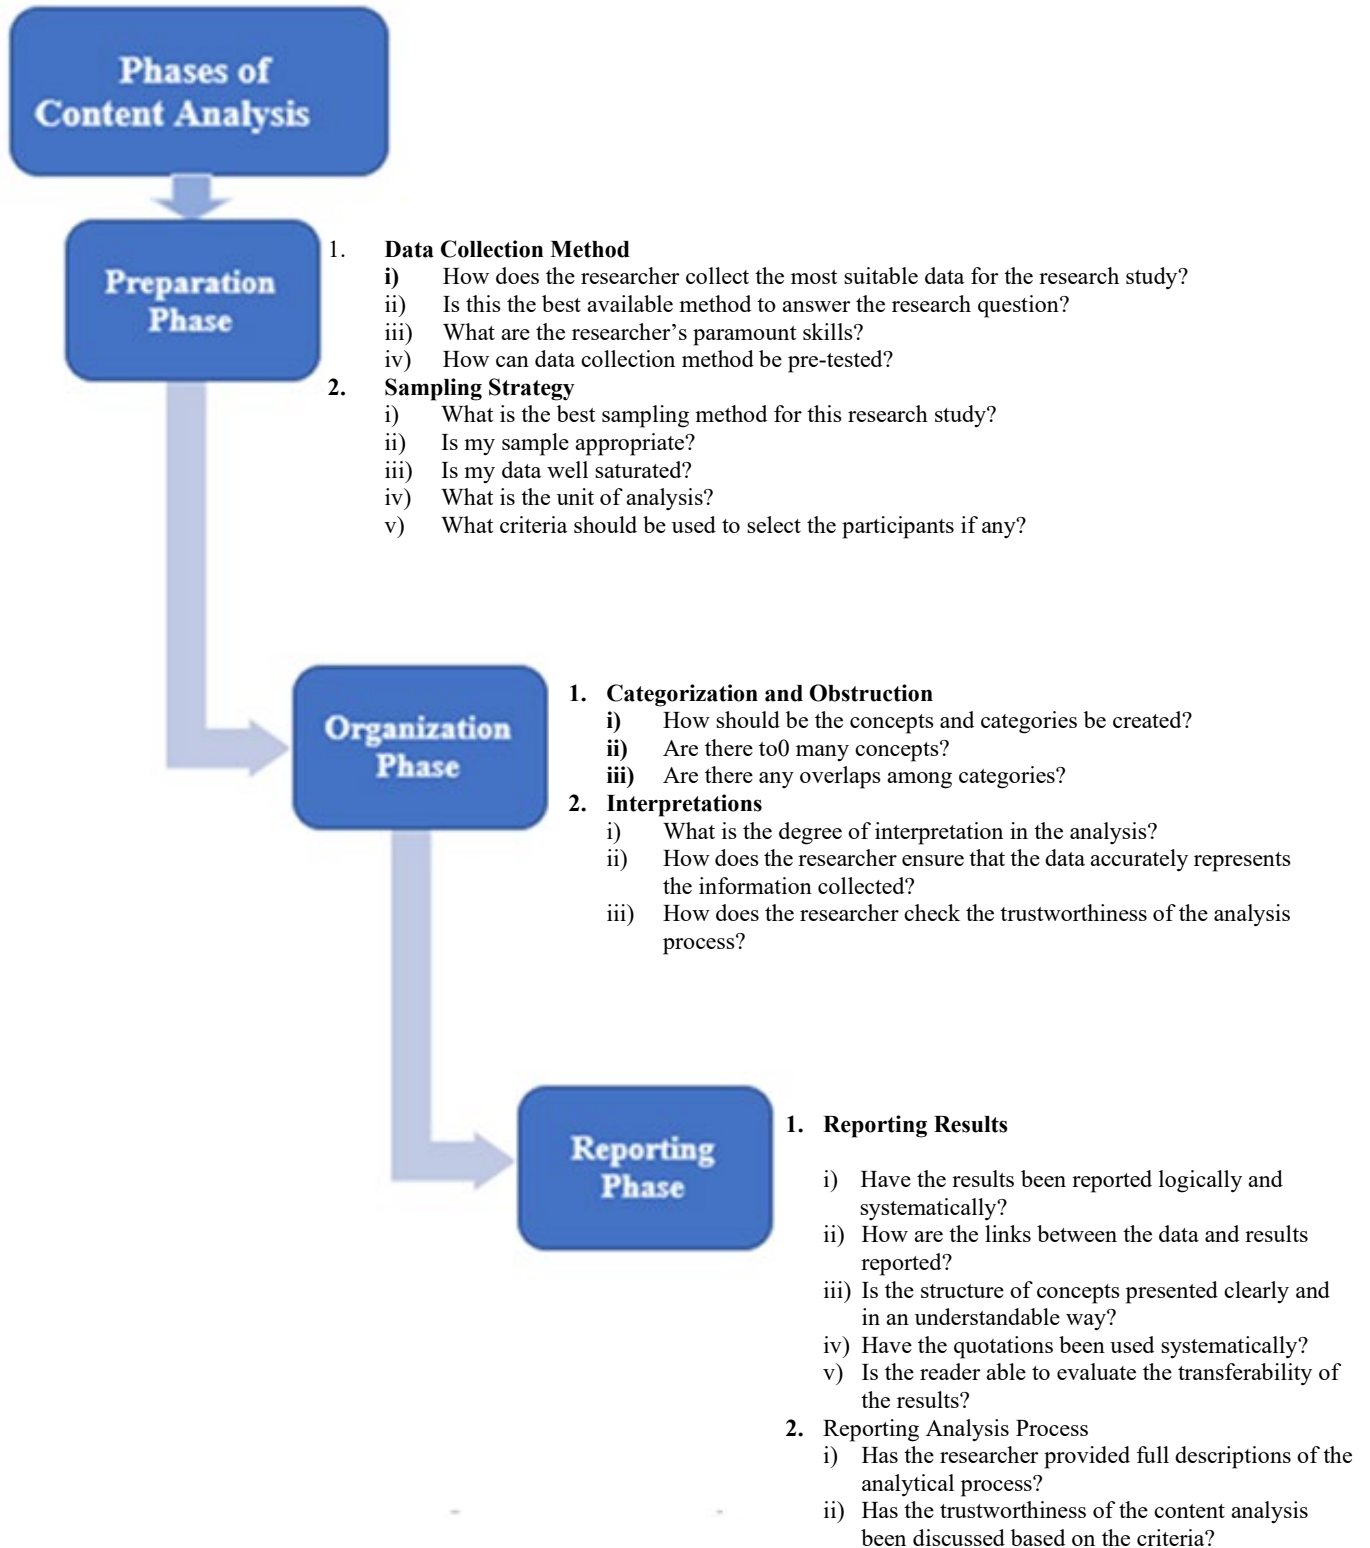 Phases of
Content Analysis
Preparation
Phase
1. Data Collection Method
i) How does the researcher collect the most suitable data for the research study?
ii) Is this the best available method to answer the research question?
iii) What are the researcher’s paramount skills?
iv) How can data collection method be pre-tested?
2. Sampling Strategy
i) What is the best sampling method for this research study?
ii) Is my sample appropriate?
iii) Is my data well saturated?
iv) What is the unit of analysis?
v) What criteria should be used to select the participants if any?
Organization
Phase
1. Categorization and Obstruction
i) How should be the concepts and categories be created?
ii) Are there to0 many concepts?
iii) Are there any overlaps among categories?
2. Interpretations
i) What is the degree of interpretation in the analysis?
ii) How does the researcher ensure that the data accurately represents
the information collected?
iii) How does the researcher check the trustworthiness of the analysis
process?
Reporting
Phase
1. Reporting Results
i) Have the results been reported logically and
systematically?
ii) How are the links between the data and results
reported?
iii) Is the structure of concepts presented clearly and
in an understandable way?
iv) Have the quotations been used systematically?
v) Is the reader able to evaluate the transferability of
the results?
2. Reporting Analysis Process
i) Has the researcher provided full descriptions of the
analytical process?
ii) Has the trustworthiness of the content analysis
been discussed based on the criteria?